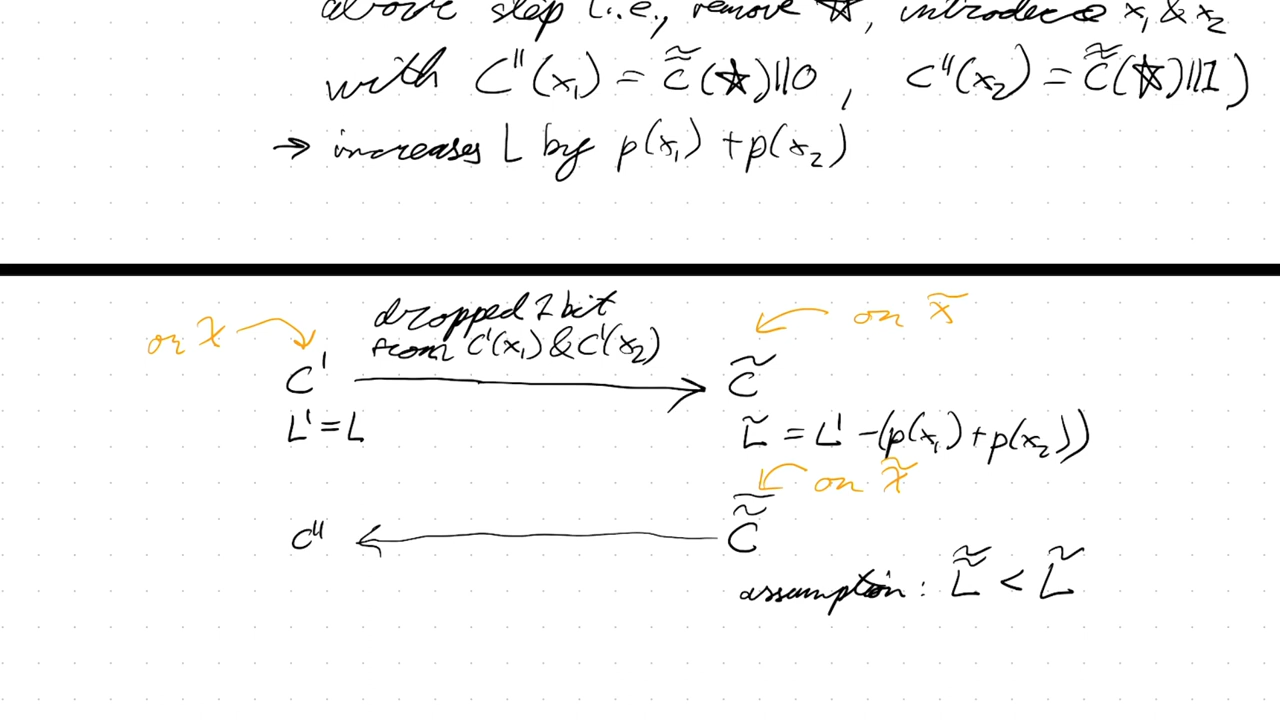 above step (i.e., remove ☆, introduce x₁ & x₂
with C''(x₁) = C̃̃(☆)||0 , C''(x₂) = C̃̃(☆)||1)
→ increases L by p(x₁) + p(x₂)
dropped 1 bit
from C'(x₁) & C'(x₂)
on X
on X̃
C' → C̃
L' = L
L̃ = L' - (p(x₁) + p(x₂))
on X̃
C'' ← C̃̃
assumption : L̃̃ < L̃